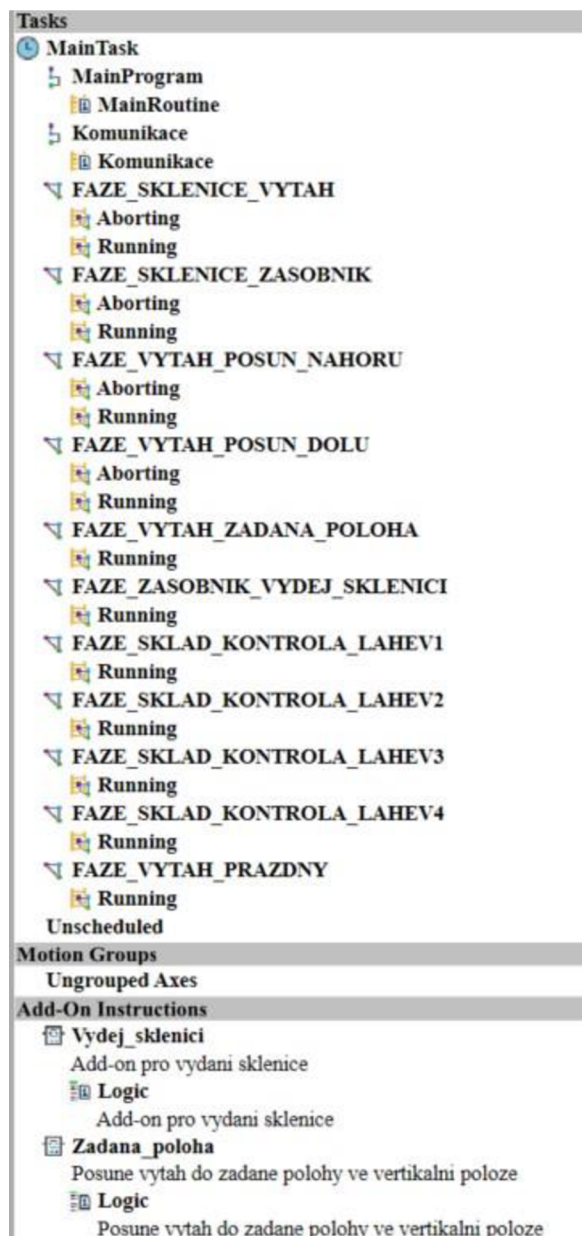 Tasks
MainTask
MainProgram
MainRoutine
Komunikace
Komunikace
FAZE_SKLENICE_VYTAH
Aborting
Running
FAZE_SKLENICE_ZASOBNIK
Aborting
Running
FAZE_VYTAH_POSUN_NAHORU
Aborting
Running
FAZE_VYTAH_POSUN_DOLU
Aborting
Running
FAZE_VYTAH_ZADANA_POLOHA
Running
FAZE_ZASOBNIK_VYDEJ_SKLENICI
Running
FAZE_SKLAD_KONTROLA_LAHEV1
Running
FAZE_SKLAD_KONTROLA_LAHEV2
Running
FAZE_SKLAD_KONTROLA_LAHEV3
Running
FAZE_SKLAD_KONTROLA_LAHEV4
Running
FAZE_VYTAH_PRAZDNY
Running
Unscheduled
Motion Groups
Ungrouped Axes
Add-On Instructions
Vydej_sklenici
Add-on pro vydani sklenice
Logic
Add-on pro vydani sklenice
Zadana_poloha
Posune vytah do zadane polohy ve vertikalni poloze
Logic
Posune vytah do zadane polohy ve vertikalni poloze